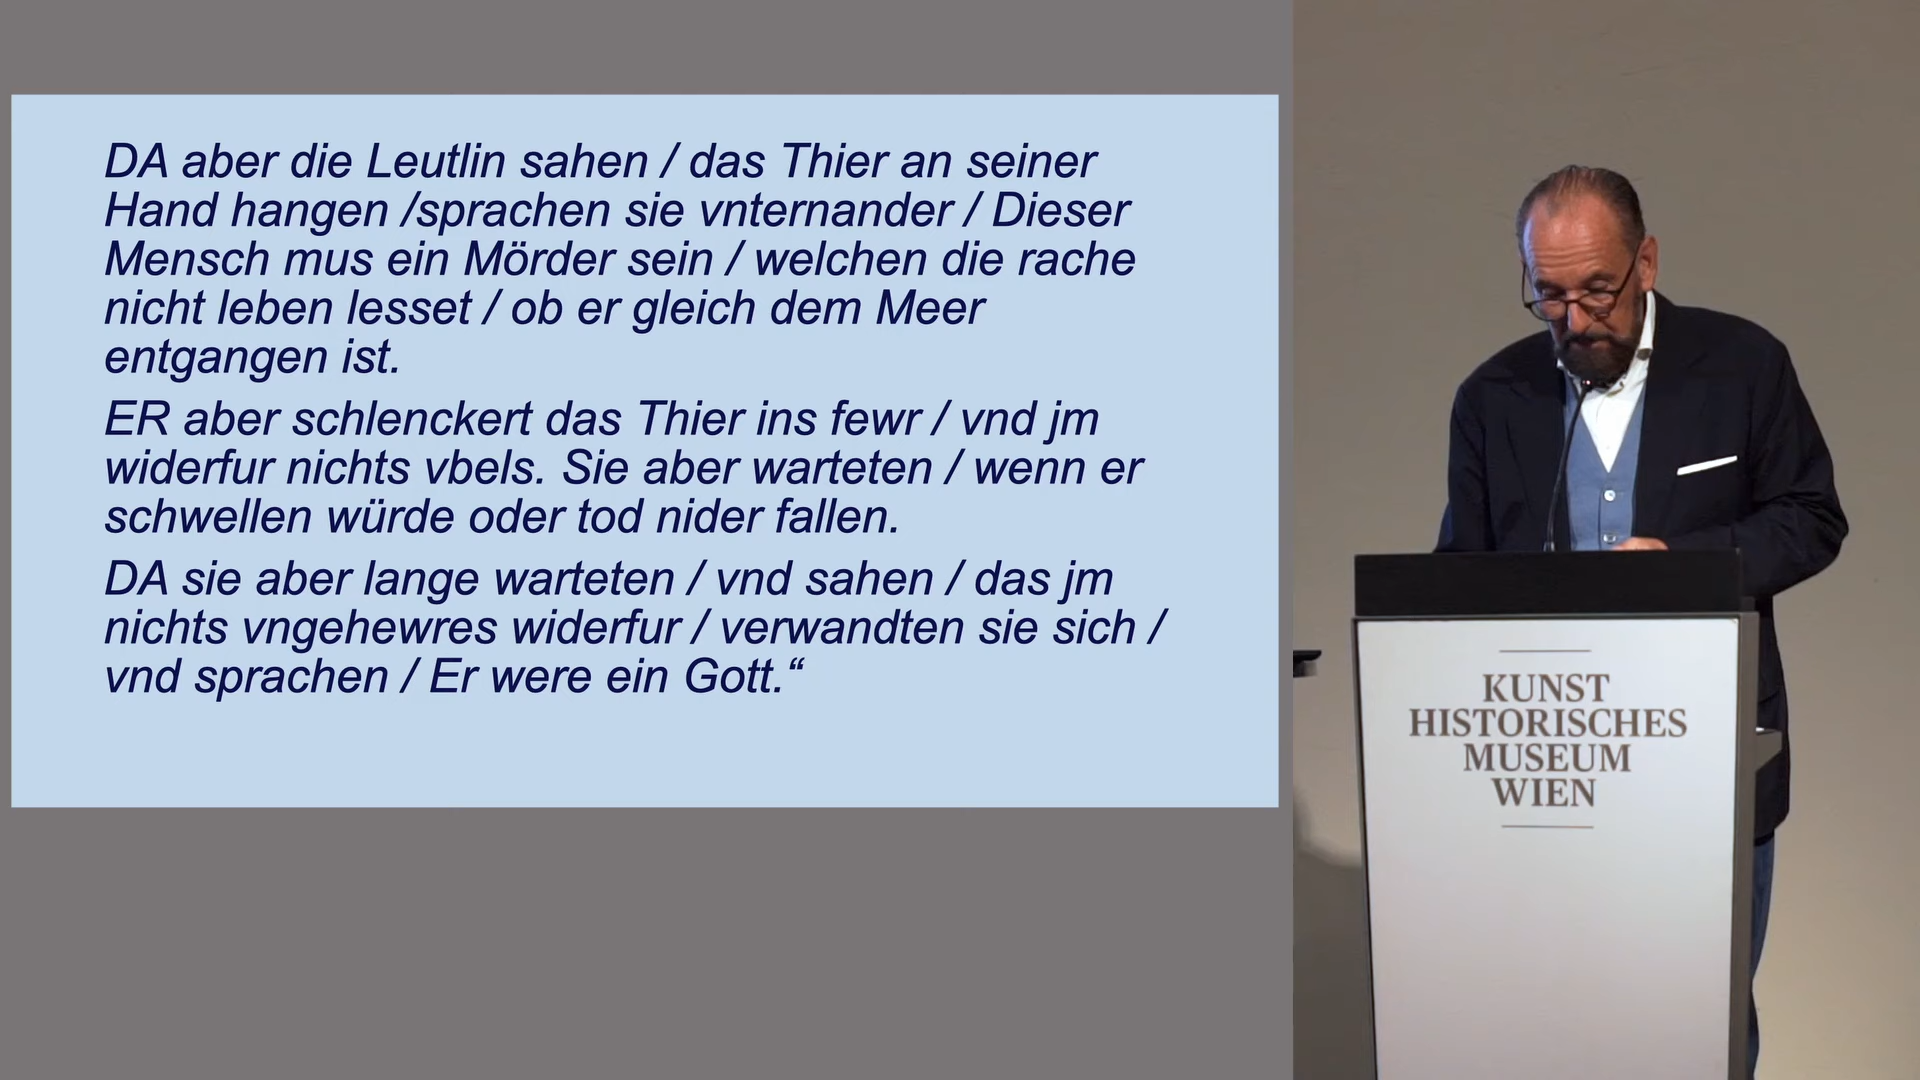 DA aber die Leutlin sahen / das Thier an seiner
Hand hangen /sprachen sie vnternander / Dieser
Mensch mus ein Mörder sein / welchen die rache
nicht leben lesset / ob er gleich dem Meer
entgangen ist.
ER aber schlenckert das Thier ins fewr / vnd jm
widerfur nichts vbels. Sie aber warteten / wenn er
schwellen würde oder tod nider fallen.
DA sie aber lange warteten / vnd sahen / das jm
nichts vngehewres widerfur / verwandten sie sich /
vnd sprachen / Er were ein Gott.“
KUNST
HISTORISCHES
MUSEUM
WIEN